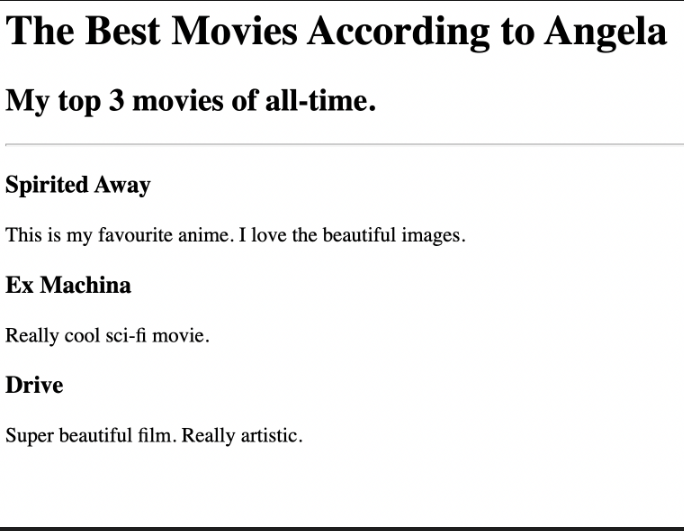 The Best Movies According to Angela
My top 3 movies of all-time.
Spirited Away
This is my favourite anime. I love the beautiful images.
Ex Machina
Really cool sci-fi movie.
Drive
Super beautiful film. Really artistic.